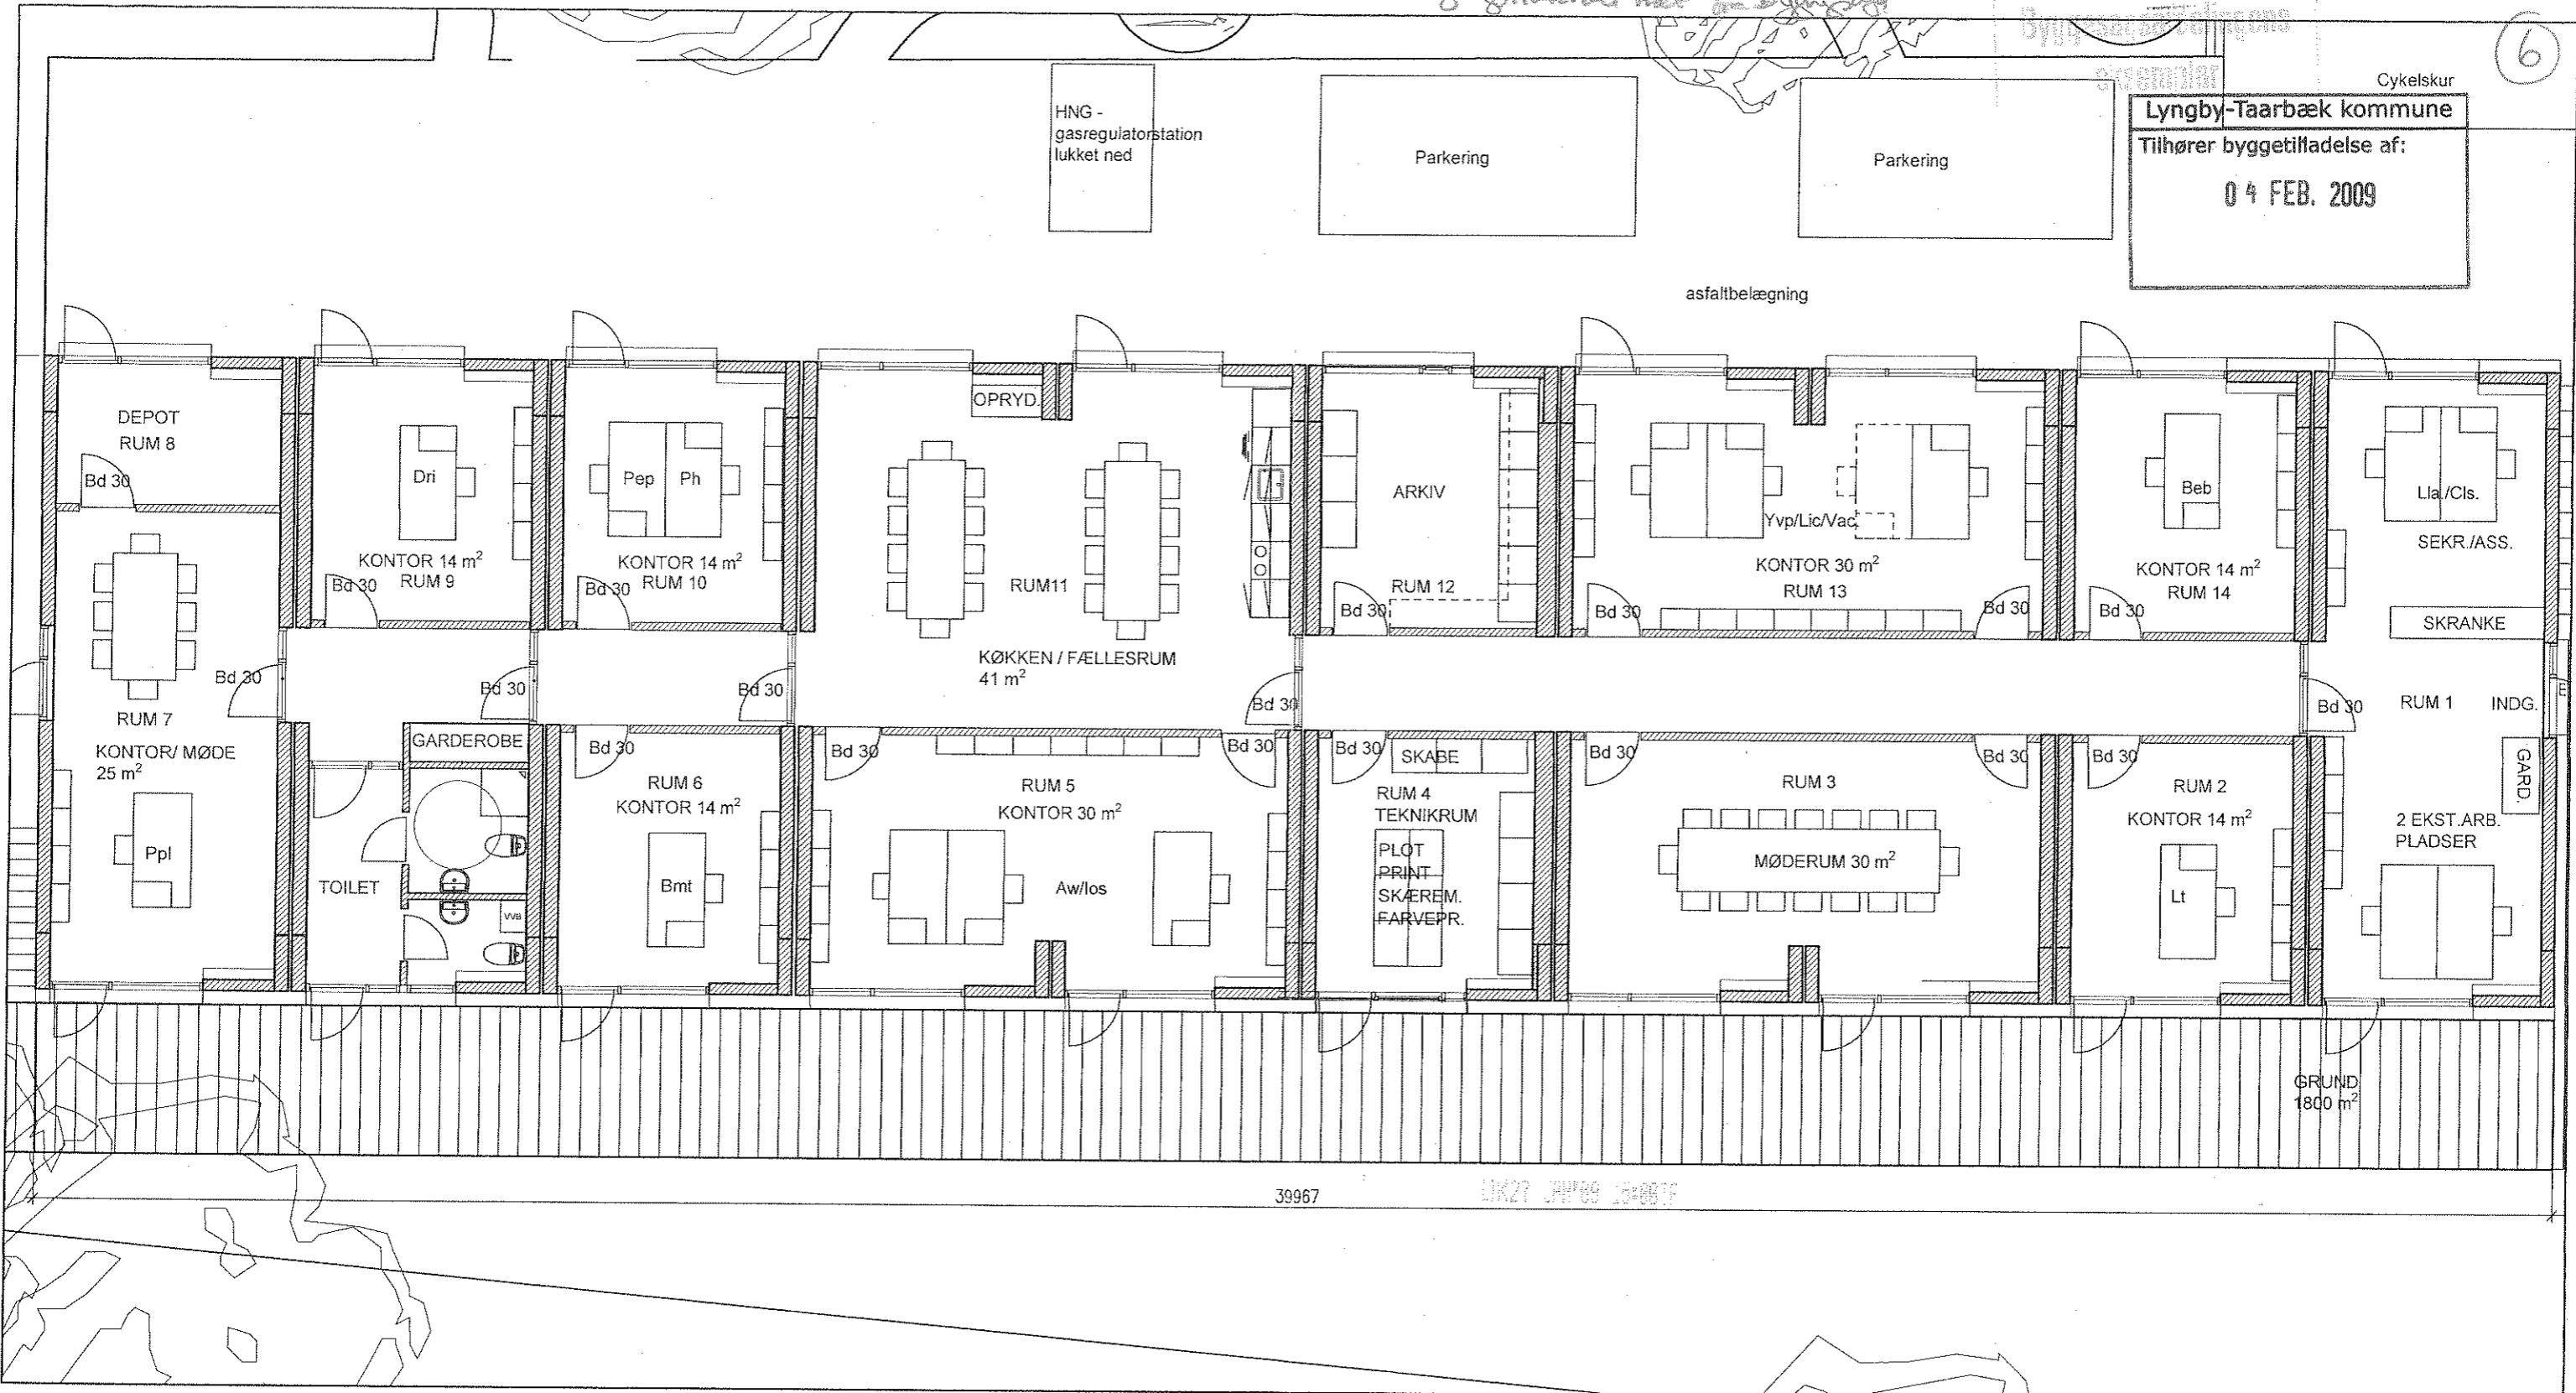 6
Byggesagsafdelingens
eksemplar
Cykelskur
Lyngby-Taarbæk kommune
Tilhører byggetilladelse af:
04 FEB. 2009
HNG -
gasregulatorstation
lukket ned
Parkering
Parkering
asfaltbelægning
DEPOT
RUM 8
Bd 30
Dri
KONTOR 14 m²
RUM 9
Bd 30
Pep
Ph
KONTOR 14 m²
RUM 10
Bd 30
OPRYD.
RUM11
KØKKEN / FÆLLESRUM
41 m²
ARKIV
RUM 12
Bd 30
Yvp/Lic/Vac
KONTOR 30 m²
RUM 13
Bd 30
Bd 30
Beb
KONTOR 14 m²
RUM 14
Bd 30
Lla./Cls.
SEKR./ASS.
SKRANKE
Bd 30
Bd 30
Bd 30
Bd 30
Bd 30
RUM 1
INDG.
E
GARD.
2 EKST.ARB.
PLADSER
RUM 7
KONTOR/ MØDE
25 m²
Ppl
GARDEROBE
TOILET
VVB
Bd 30
RUM 6
KONTOR 14 m²
Bmt
Bd 30
Bd 30
RUM 5
KONTOR 30 m²
Aw/Ios
Bd 30
SKABE
RUM 4
TEKNIKRUM
PLOT
PRINT
SKÆREM.
FARVEPR.
Bd 30
Bd 30
RUM 3
MØDERUM 30 m²
Bd 30
RUM 2
KONTOR 14 m²
Lt
GRUND
1800 m²
39967